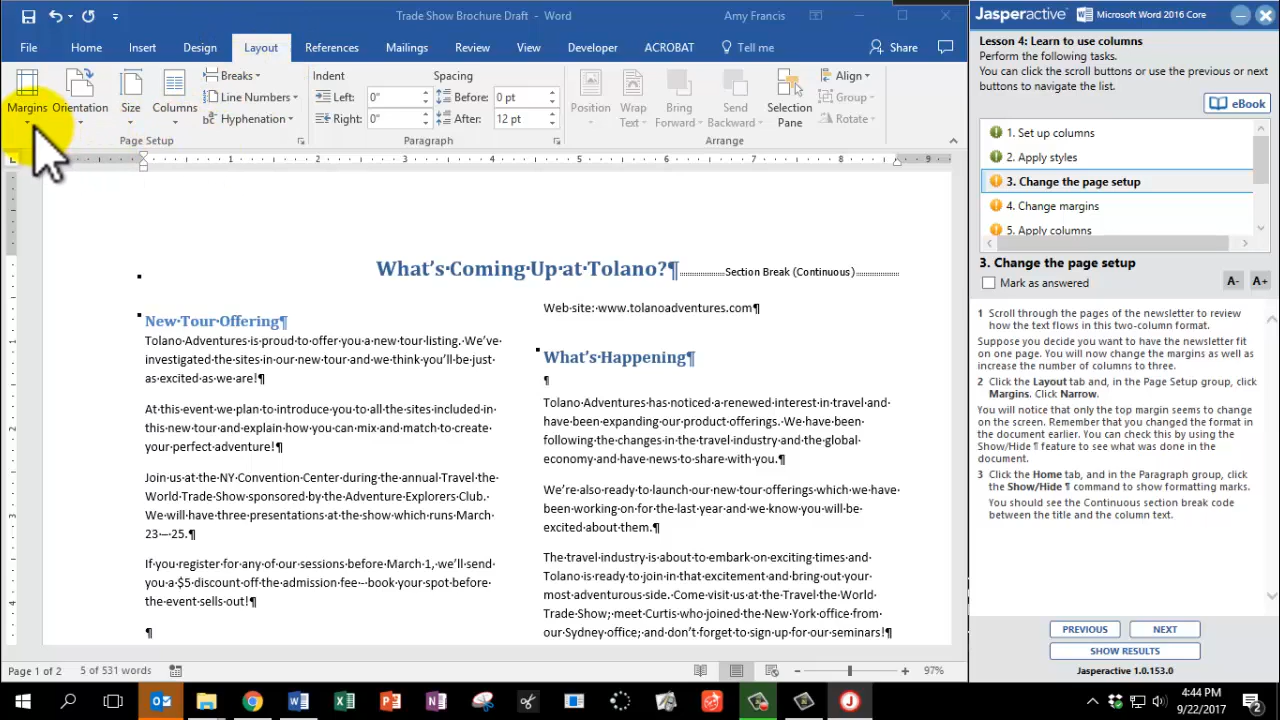 Trade Show Brochure Draft - Word
Amy Francis
File Home Insert Design Layout References Mailings Review View Developer ACROBAT Tell me Share
Margins
Orientation
Size
Columns
Breaks
Line Numbers
Hyphenation
Page Setup
Indent
Left: 0"
Right: 0"
Spacing
Before: 0 pt
After: 12 pt
Paragraph
Position
Wrap Text
Bring Forward
Send Backward
Selection Pane
Align
Group
Rotate
Arrange
1 2 3 4 5 6 7 8 9
What's·Coming·Up·at·Tolano?¶ Section Break (Continuous)
New·Tour·Offering¶
Tolano·Adventures·is·proud·to·offer·you·a·new·tour·listing.·We've·
investigated·the·sites·in·our·new·tour·and·we·think·you'll·be·just·
as·excited·as·we·are!¶
At·this·event·we·plan·to·introduce·you·to·all·the·sites·included·in·
this·new·tour·and·explain·how·you·can·mix·and·match·to·create·
your·perfect·adventure!¶
Join·us·at·the·NY·Convention·Center·during·the·annual·Travel·the·
World·Trade·Show·sponsored·by·the·Adventure·Explorers·Club.·
We·will·have·three·presentations·at·the·show·which·runs·March·
23·–·25.¶
If·you·register·for·any·of·our·sessions·before·March·1,·we'll·send·
you·a·$5·discount·off·the·admission·fee·–·book·your·spot·before·
the·event·sells·out!¶
¶
Web·site:·www.tolanoadventures.com¶
What's·Happening¶
¶
Tolano·Adventures·has·noticed·a·renewed·interest·in·travel·and·
have·been·expanding·our·product·offerings.·We·have·been·
following·the·changes·in·the·travel·industry·and·the·global·
economy·and·have·news·to·share·with·you.¶
We're·also·ready·to·launch·our·new·tour·offerings·which·we·have·
been·working·on·for·the·last·year·and·we·know·you·will·be·
excited·about·them.¶
The·travel·industry·is·about·to·embark·on·exciting·times·and·
Tolano·is·ready·to·join·in·that·excitement·and·bring·out·your·
most·adventurous·side.·Come·visit·us·at·the·Travel·the·World·
Trade·Show;·meet·Curtis·who·joined·the·New·York·office·from·
our·Sydney·office;·and·don't·forget·to·sign·up·for·our·seminars!¶
Page 1 of 2 5 of 531 words 97%
Jasperactive Microsoft Word 2016 Core
Lesson 4: Learn to use columns
Perform the following tasks.
You can click the scroll buttons or use the previous or next
buttons to navigate the list.
eBook
1. Set up columns
2. Apply styles
3. Change the page setup
4. Change margins
5. Apply columns
3. Change the page setup
Mark as answered A- A+
1 Scroll through the pages of the newsletter to review
how the text flows in this two-column format.
Suppose you decide you want to have the newsletter fit
on one page. You will now change the margins as well as
increase the number of columns to three.
2 Click the Layout tab and, in the Page Setup group, click
Margins. Click Narrow.
You will notice that only the top margin seems to change
on the screen. Remember that you changed the format in
the document earlier. You can check this by using the
Show/Hide ¶ feature to see what was done in the
document.
3 Click the Home tab, and in the Paragraph group, click
the Show/Hide ¶ command to show formatting marks.
You should see the Continuous section break code
between the title and the column text.
PREVIOUS NEXT
SHOW RESULTS
Jasperactive 1.0.153.0
4:44 PM
9/22/2017
2